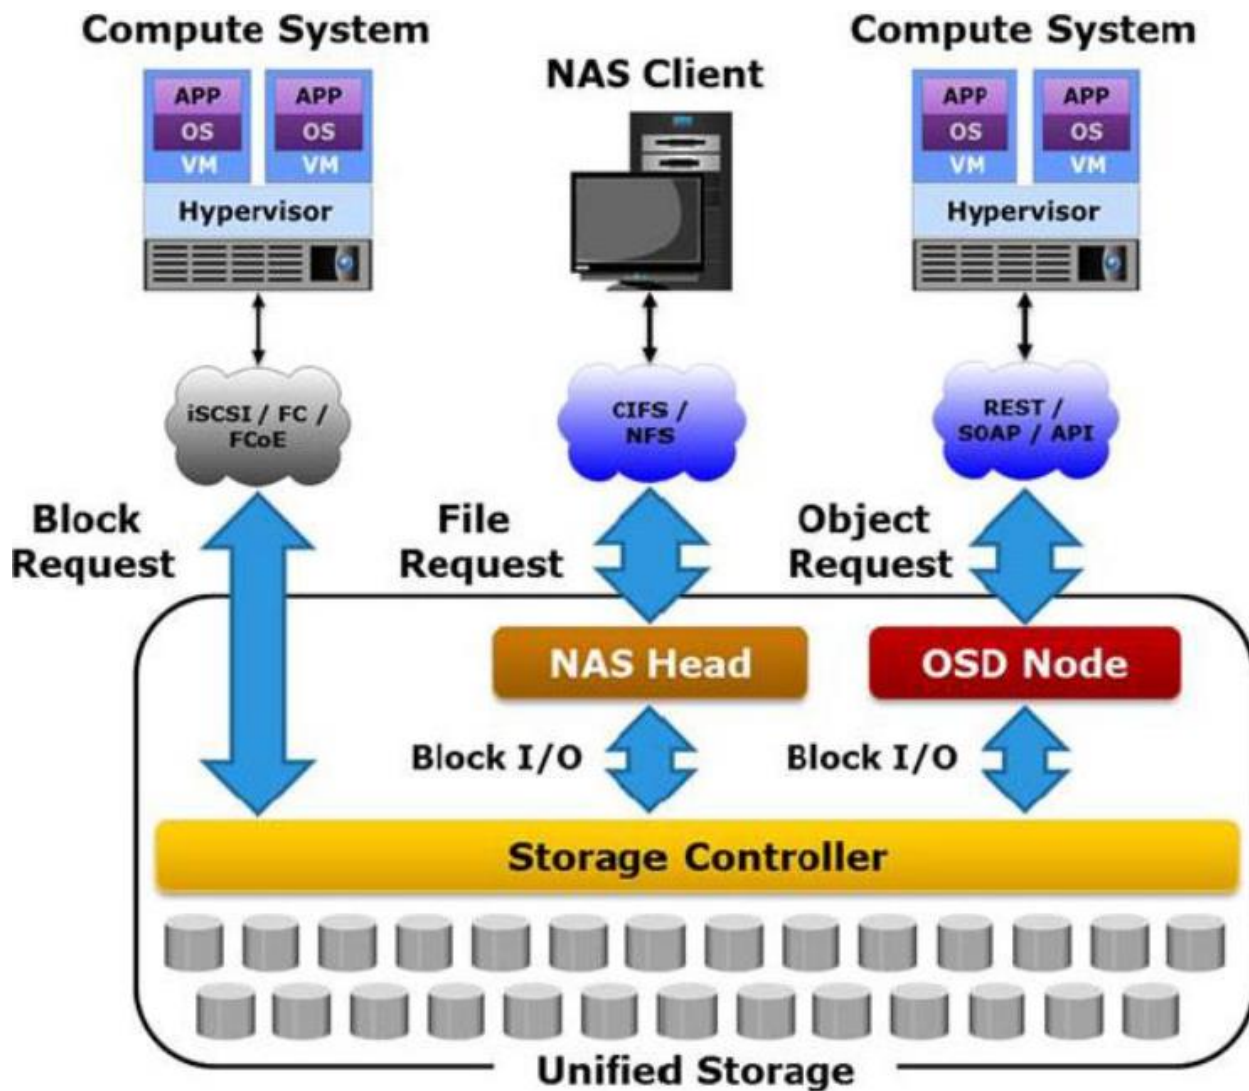 Compute System
NAS Client
Compute System
APP
APP
OS
OS
VM
VM
Hypervisor
APP
APP
OS
OS
VM
VM
Hypervisor
iSCSI / FC /
FCoE
CIFS /
NFS
REST /
SOAP / API
Block
Request
File
Request
Object
Request
NAS Head
OSD Node
Block I/O
Block I/O
Storage Controller
Unified Storage